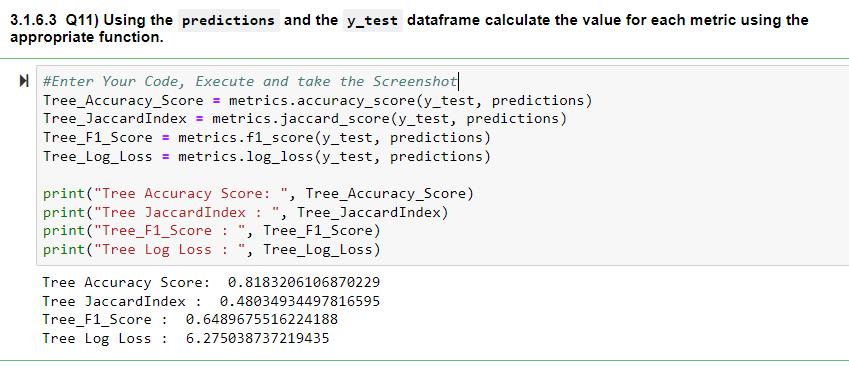 3.1.6.3 Q11) Using the predictions and the y_test dataframe calculate the value for each metric using the
appropriate function.
#Enter Your Code, Execute and take the Screenshot
Tree_Accuracy_Score = metrics.accuracy_score(y_test, predictions)
Tree_JaccardIndex = metrics.jaccard_score(y_test, predictions)
Tree_F1_Score = metrics.f1_score(y_test, predictions)
Tree_Log_Loss = metrics.log_loss(y_test, predictions)
print("Tree Accuracy Score: ", Tree_Accuracy_Score)
print("Tree JaccardIndex : ", Tree_JaccardIndex)
print("Tree_F1_Score : ", Tree_F1_Score)
print("Tree Log Loss : ", Tree_Log_Loss)
Tree Accuracy Score:  0.8183206106870229
Tree JaccardIndex :  0.48034934497816595
Tree_F1_Score :  0.6489675516224188
Tree Log Loss :  6.275038737219435